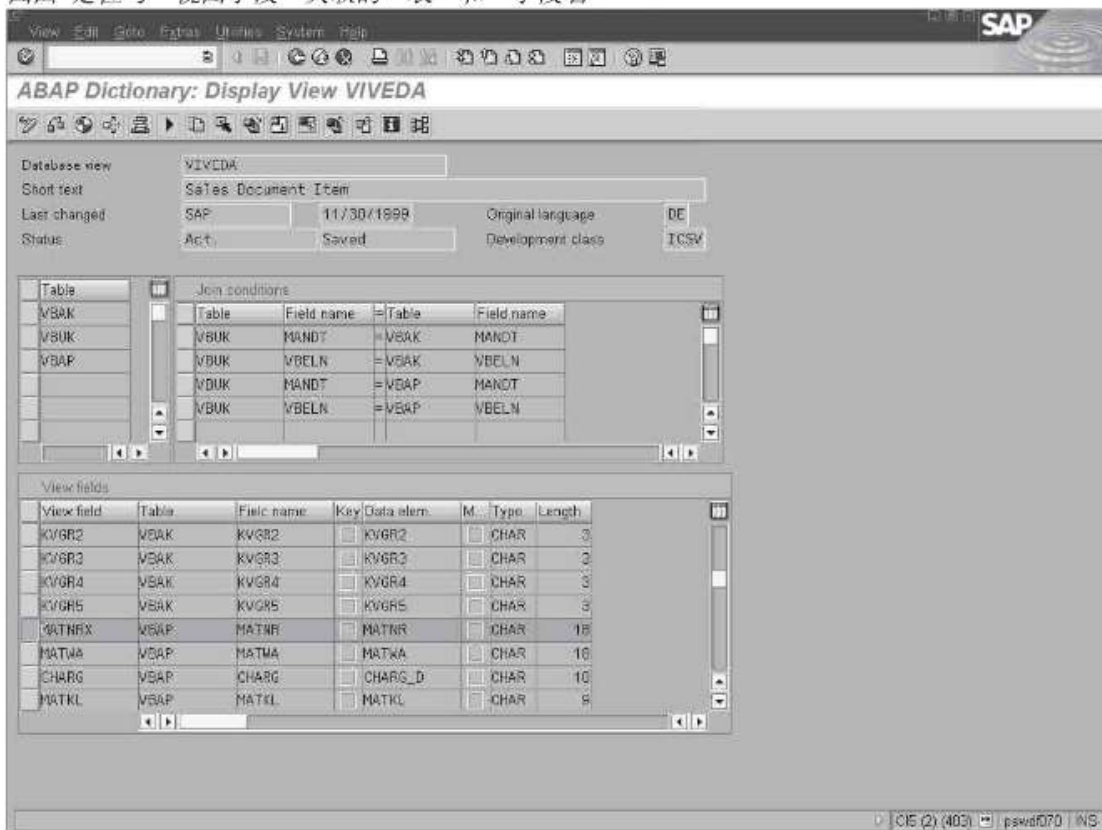 View Edit Goto Extras Utilities System Help
SAP
ABAP Dictionary: Display View VIVEDA
Database view VIVEDA
Short text Sales Document Item
Last changed SAP 11/30/1999 Original language DE
Status Act. Saved Development class ICSV
Table
VBAK
VBUK
VBAP
Join conditions
Table Field name = Table Field name
VBUK MANDT = VBAK MANDT
VBUK VBELN = VBAK VBELN
VBUK MANDT = VBAP MANDT
VBUK VBELN = VBAP VBELN
View fields
View field Table Field name Key Data elem. M. Type Length
KVGR2 VBAK KVGR2 KVGR2 CHAR 3
KVGR3 VBAK KVGR3 KVGR3 CHAR 3
KVGR4 VBAK KVGR4 KVGR4 CHAR 3
KVGR5 VBAK KVGR5 KVGR5 CHAR 3
MATNRX VBAP MATNR MATNR CHAR 18
MATWA VBAP MATWA MATWA CHAR 18
CHARG VBAP CHARG CHARG_D CHAR 10
MATKL VBAP MATKL MATKL CHAR 9
CI5 (2) (403) pswdf070 INS